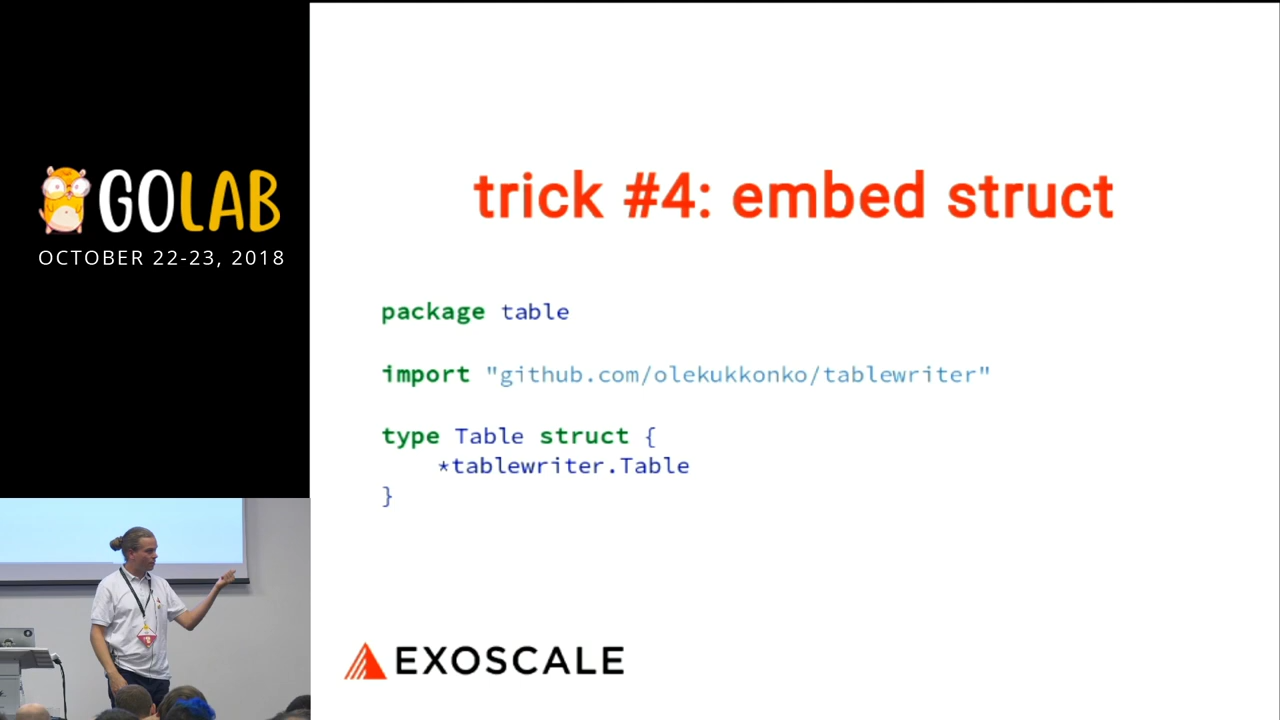 GOLAB
OCTOBER 22-23, 2018
trick #4: embed struct
package table
import "github.com/olekukkonko/tablewriter"
type Table struct {
    *tablewriter.Table
}
EXOSCALE